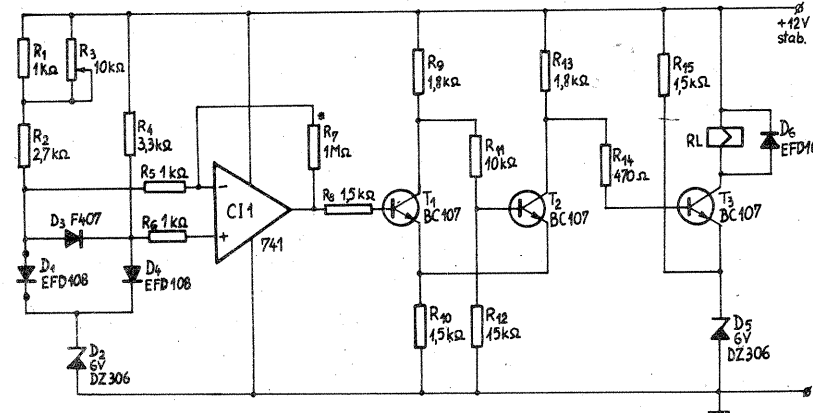 +12V
stab.
R1
1kΩ
R3
10kΩ
R2
2,7kΩ
R4
3,3kΩ
R5 1kΩ
R6 1kΩ
D3 F407
D1
EFD108
D4
EFD108
D2
6V
DZ306
*
R7
1MΩ
−
+
CI1
741
R8 1,5kΩ
R9
1,8kΩ
T1
BC107
R10
1,5kΩ
R11
10kΩ
R12
15kΩ
R13
1,8kΩ
T2
BC107
R14
470Ω
R15
1,5kΩ
RL
D6
EFD10
T3
BC107
D5
6V
DZ306